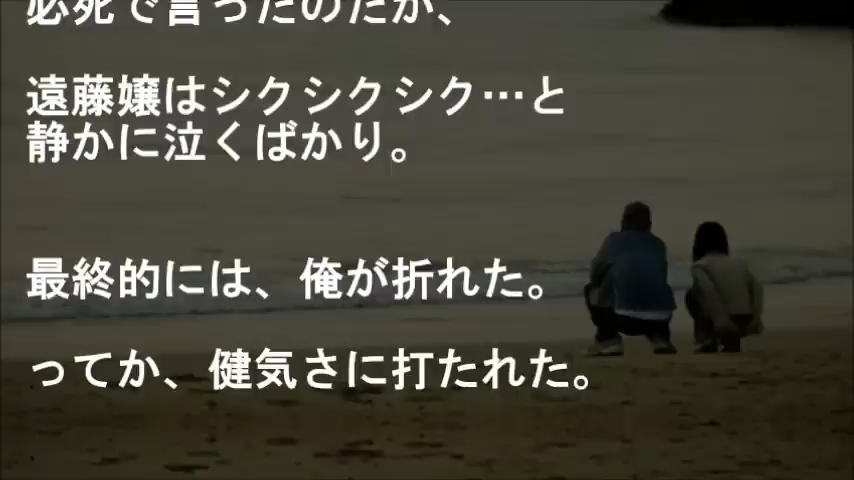 必死で言ったのだが、
遠藤嬢はシクシクシク…と
静かに泣くばかり。
最終的には、俺が折れた。
ってか、健気さに打たれた。